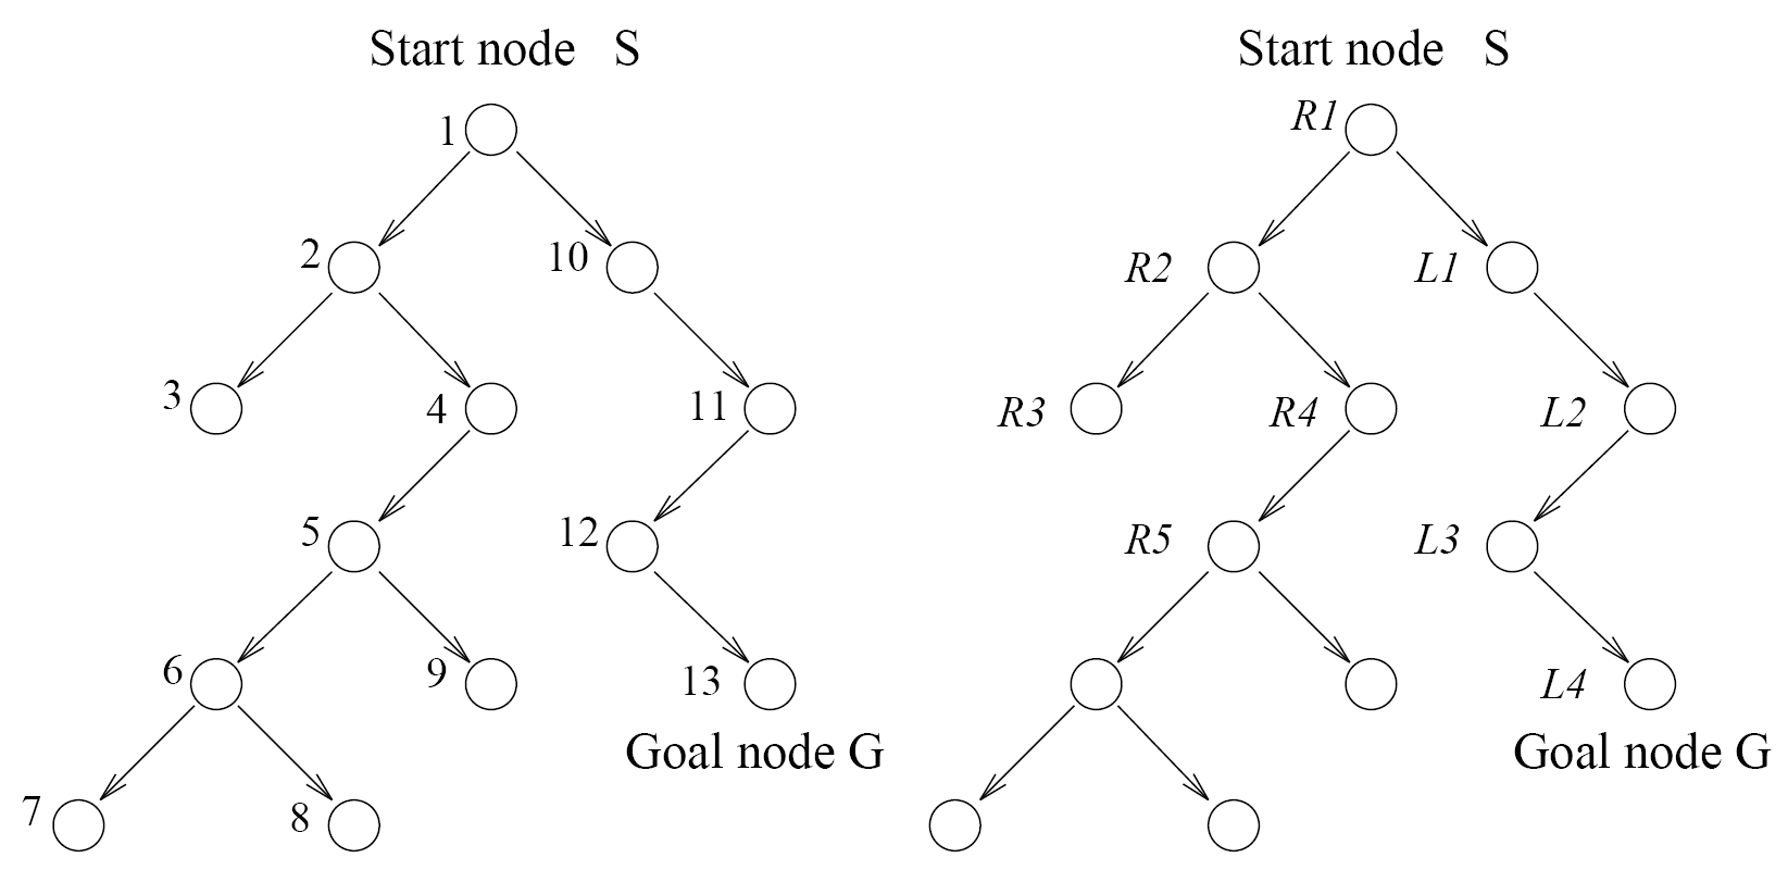 Start node S
1
2
10
3
4
11
5
12
6
9
13
Goal node G
7
8
Start node S
R1
R2
L1
R3
R4
L2
R5
L3
L4
Goal node G